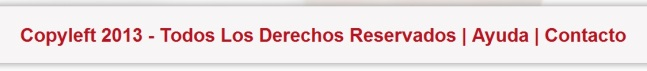 Copyleft 2013 - Todos Los Derechos Reservados | Ayuda | Contacto